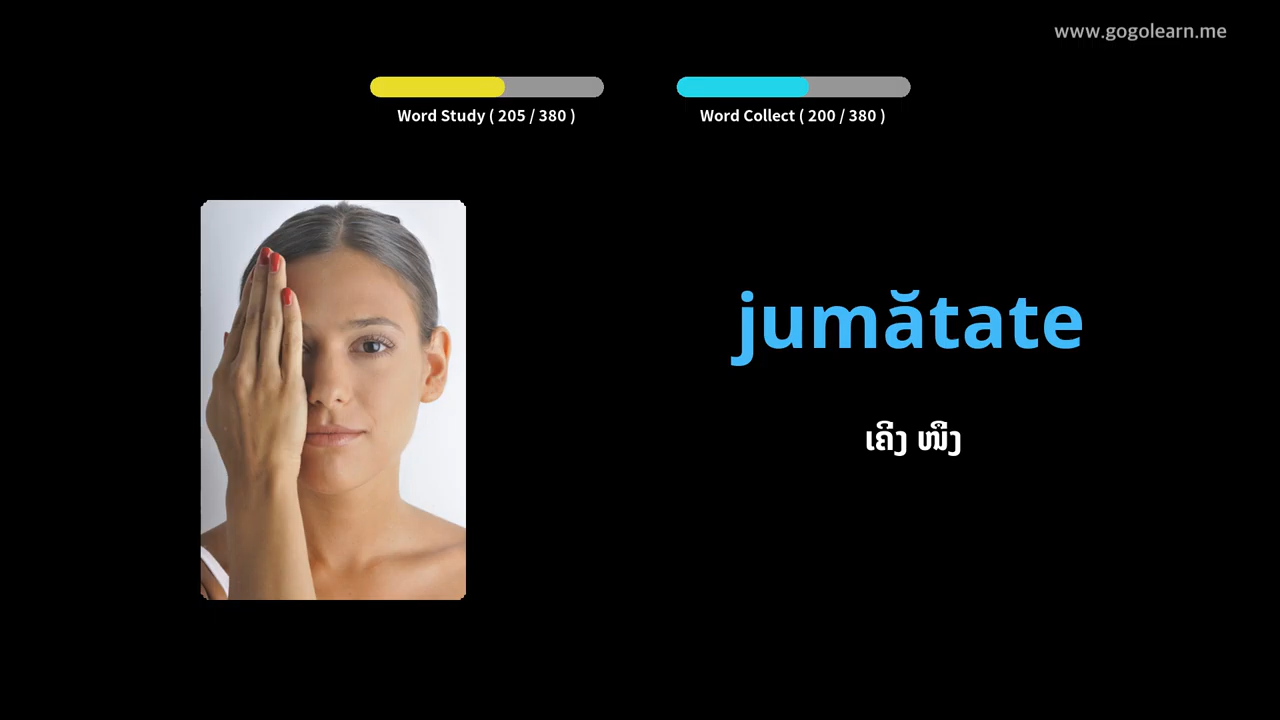 www.gogolearn.me
Word Study ( 205 / 380 )
Word Collect ( 200 / 380 )
jumătate
ເຄີງ ໜຶງ